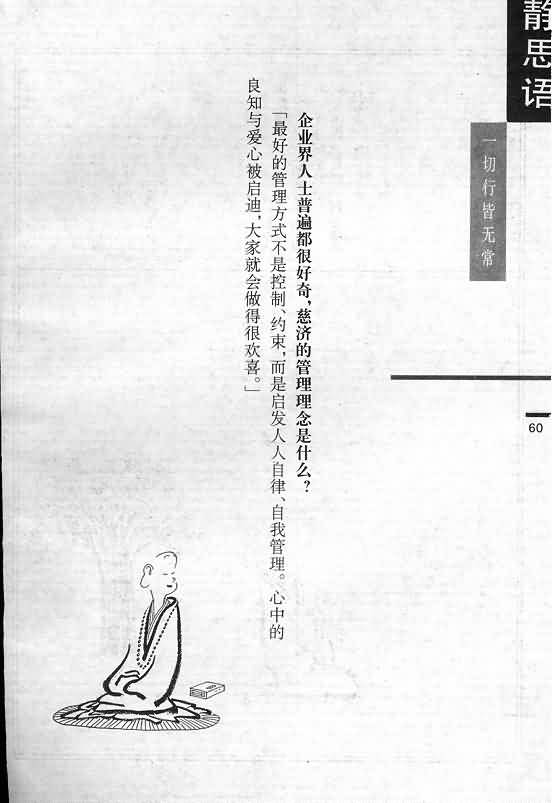 静思语
一切行皆无常
60
企业界人士普遍都很好奇，慈济的管理理念是什么？
「最好的管理方式不是控制、约束，而是启发人人自律、自我管理。心中的
良知与爱心被启迪，大家就会做得很欢喜。」